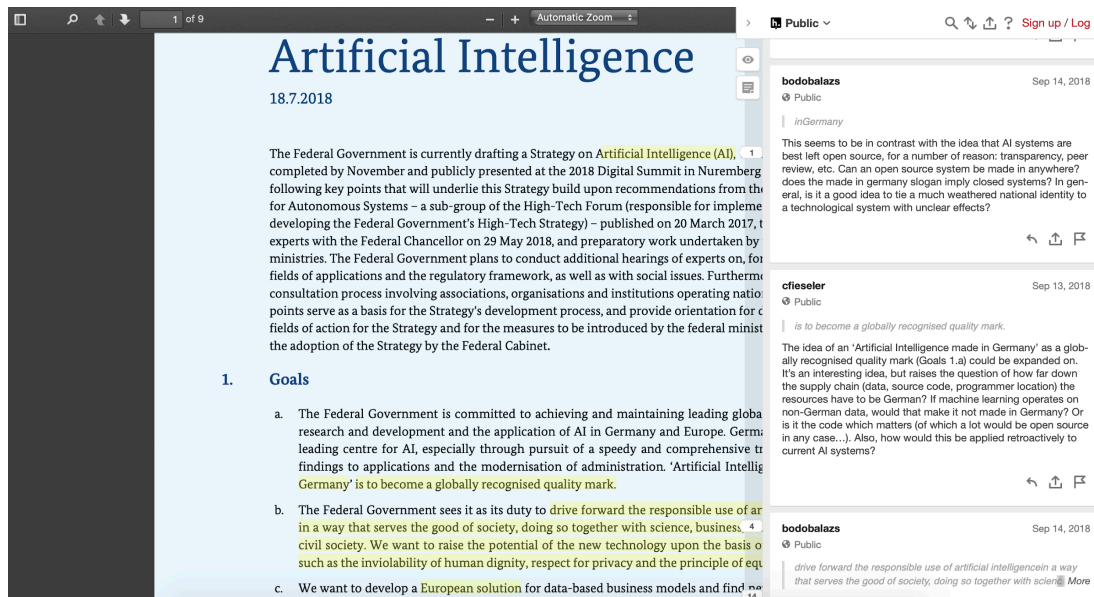 1 of 9
Automatic Zoom
Artificial Intelligence
18.7.2018
The Federal Government is currently drafting a Strategy on Artificial Intelligence (AI),
completed by November and publicly presented at the 2018 Digital Summit in Nuremberg
following key points that will underlie this Strategy build upon recommendations from the
for Autonomous Systems – a sub-group of the High-Tech Forum (responsible for impleme
developing the Federal Government's High-Tech Strategy) – published on 20 March 2017, t
experts with the Federal Chancellor on 29 May 2018, and preparatory work undertaken by
ministries. The Federal Government plans to conduct additional hearings of experts on, for
fields of applications and the regulatory framework, as well as with social issues. Furthermo
consultation process involving associations, organisations and institutions operating natio
points serve as a basis for the Strategy's development process, and provide orientation for
fields of action for the Strategy and for the measures to be introduced by the federal minist
the adoption of the Strategy by the Federal Cabinet.
1. Goals
a. The Federal Government is committed to achieving and maintaining leading globa
research and development and the application of AI in Germany and Europe. Germa
leading centre for AI, especially through pursuit of a speedy and comprehensive tr
findings to applications and the modernisation of administration. 'Artificial Intellig
Germany' is to become a globally recognised quality mark.
b. The Federal Government sees it as its duty to drive forward the responsible use of ar
in a way that serves the good of society, doing so together with science, business
civil society. We want to raise the potential of the new technology upon the basis o
such as the inviolability of human dignity, respect for privacy and the principle of equ
c. We want to develop a European solution for data-based business models and find ne
1
4
14
h. Public
? Sign up / Log
bodobalazs Sep 14, 2018
Public
inGermany
This seems to be in contrast with the idea that AI systems are
best left open source, for a number of reason: transparency, peer
review, etc. Can an open source system be made in anywhere?
does the made in germany slogan imply closed systems? In gen-
eral, is it a good idea to tie a much weathered national identity to
a technological system with unclear effects?
cfieseler Sep 13, 2018
Public
is to become a globally recognised quality mark.
The idea of an 'Artificial Intelligence made in Germany' as a glob-
ally recognised quality mark (Goals 1.a) could be expanded on.
It's an interesting idea, but raises the question of how far down
the supply chain (data, source code, programmer location) the
resources have to be German? If machine learning operates on
non-German data, would that make it not made in Germany? Or
is it the code which matters (of which a lot would be open source
in any case...). Also, how would this be applied retroactively to
current AI systems?
bodobalazs Sep 14, 2018
Public
drive forward the responsible use of artificial intelligencein a way
that serves the good of society, doing so together with scienc More